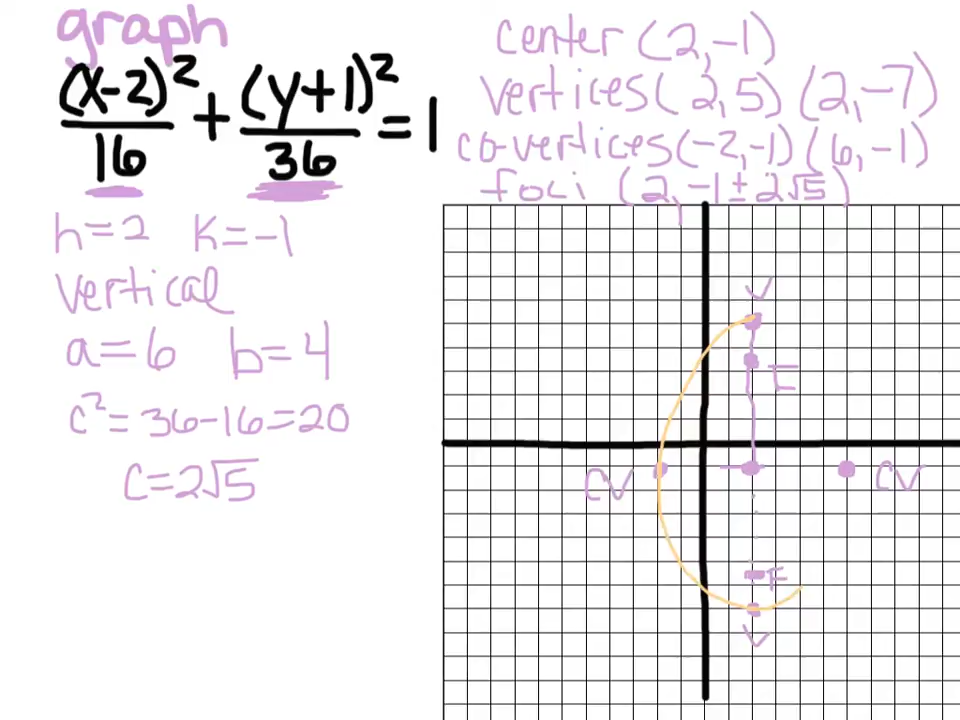 graph
(x-2)²/16 + (y+1)²/36 = 1
h=2 k=-1
vertical
a=6 b=4
c²=36-16=20
c=2√5
center (2,-1)
vertices (2,5) (2,-7)
co-vertices (-2,-1) (6,-1)
foci (2,-1±2√5)
V
F
CV
CV
F
V